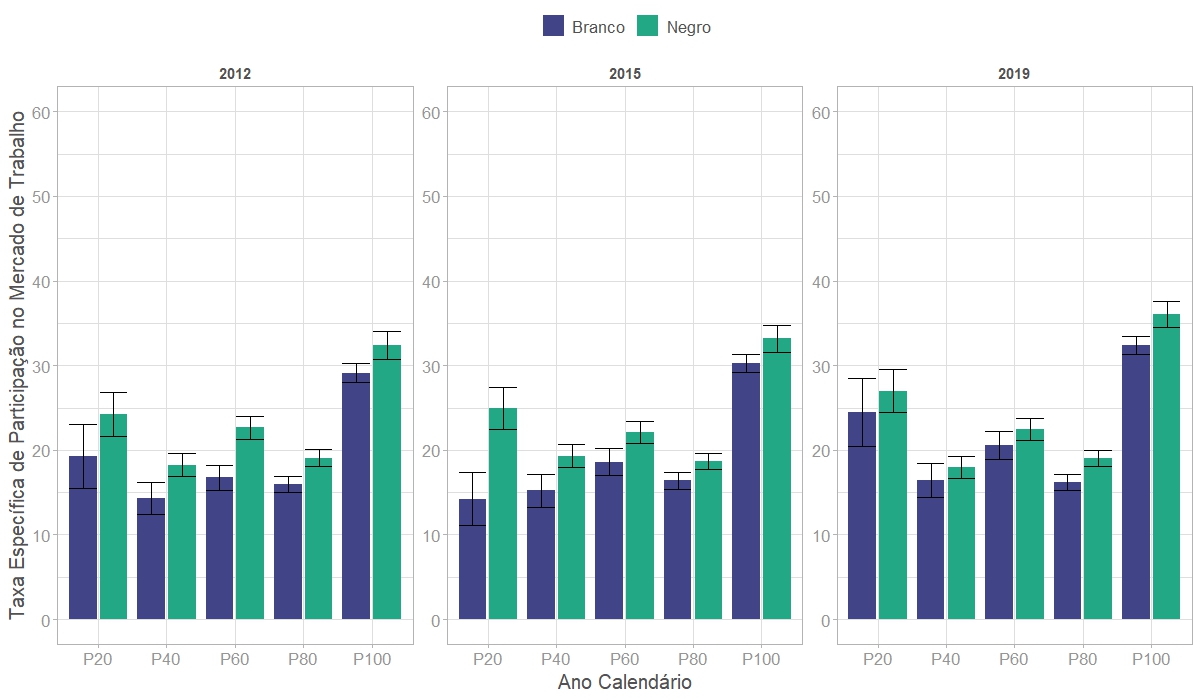 Branco Negro
2012 2015 2019
Taxa Específica de Participação no Mercado de Trabalho
60 60 60
50 50 50
40 40 40
30 30 30
20 20 20
10 10 10
0 0 0
P20 P40 P60 P80 P100 P20 P40 P60 P80 P100 P20 P40 P60 P80 P100
Ano Calendário